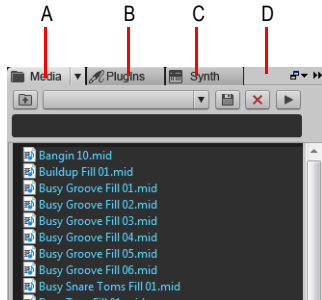 A B C D
Media PlugIns Synth
Bangin 10.mid
Buildup Fill 01.mid
Busy Groove Fill 01.mid
Busy Groove Fill 02.mid
Busy Groove Fill 03.mid
Busy Groove Fill 04.mid
Busy Groove Fill 05.mid
Busy Groove Fill 06.mid
Busy Snare Toms Fill 01.mid